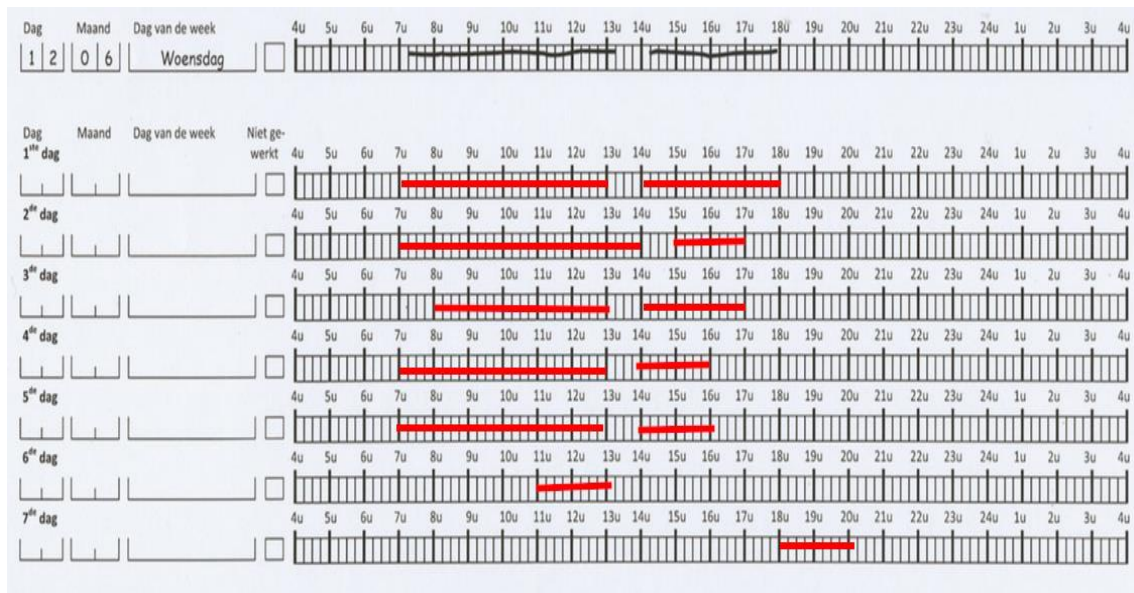 Dag Maand Dag van de week 4u 5u 6u 7u 8u 9u 10u 11u 12u 13u 14u 15u 16u 17u 18u 19u 20u 21u 22u 23u 24u 1u 2u 3u 4u
1 2 0 6 Woensdag
Dag Maand Dag van de week Niet ge-
1ste dag werkt 4u 5u 6u 7u 8u 9u 10u 11u 12u 13u 14u 15u 16u 17u 18u 19u 20u 21u 22u 23u 24u 1u 2u 3u 4u
2de dag 4u 5u 6u 7u 8u 9u 10u 11u 12u 13u 14u 15u 16u 17u 18u 19u 20u 21u 22u 23u 24u 1u 2u 3u 4u
3de dag 4u 5u 6u 7u 8u 9u 10u 11u 12u 13u 14u 15u 16u 17u 18u 19u 20u 21u 22u 23u 24u 1u 2u 3u 4u
4de dag 4u 5u 6u 7u 8u 9u 10u 11u 12u 13u 14u 15u 16u 17u 18u 19u 20u 21u 22u 23u 24u 1u 2u 3u 4u
5de dag 4u 5u 6u 7u 8u 9u 10u 11u 12u 13u 14u 15u 16u 17u 18u 19u 20u 21u 22u 23u 24u 1u 2u 3u 4u
6de dag 4u 5u 6u 7u 8u 9u 10u 11u 12u 13u 14u 15u 16u 17u 18u 19u 20u 21u 22u 23u 24u 1u 2u 3u 4u
7de dag 4u 5u 6u 7u 8u 9u 10u 11u 12u 13u 14u 15u 16u 17u 18u 19u 20u 21u 22u 23u 24u 1u 2u 3u 4u